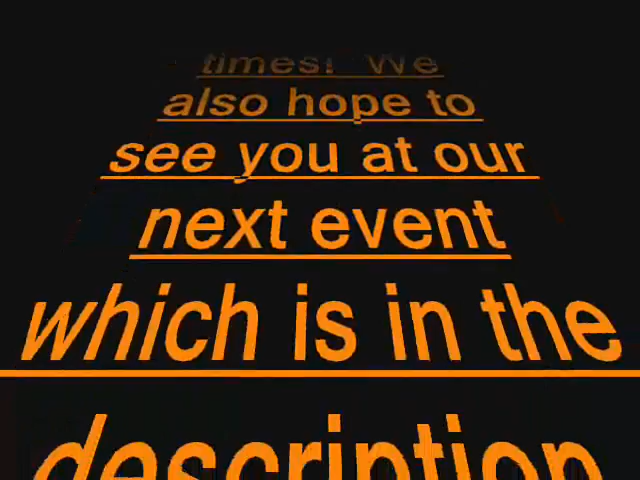 times! We
also hope to
see you at our
next event
which is in the
description